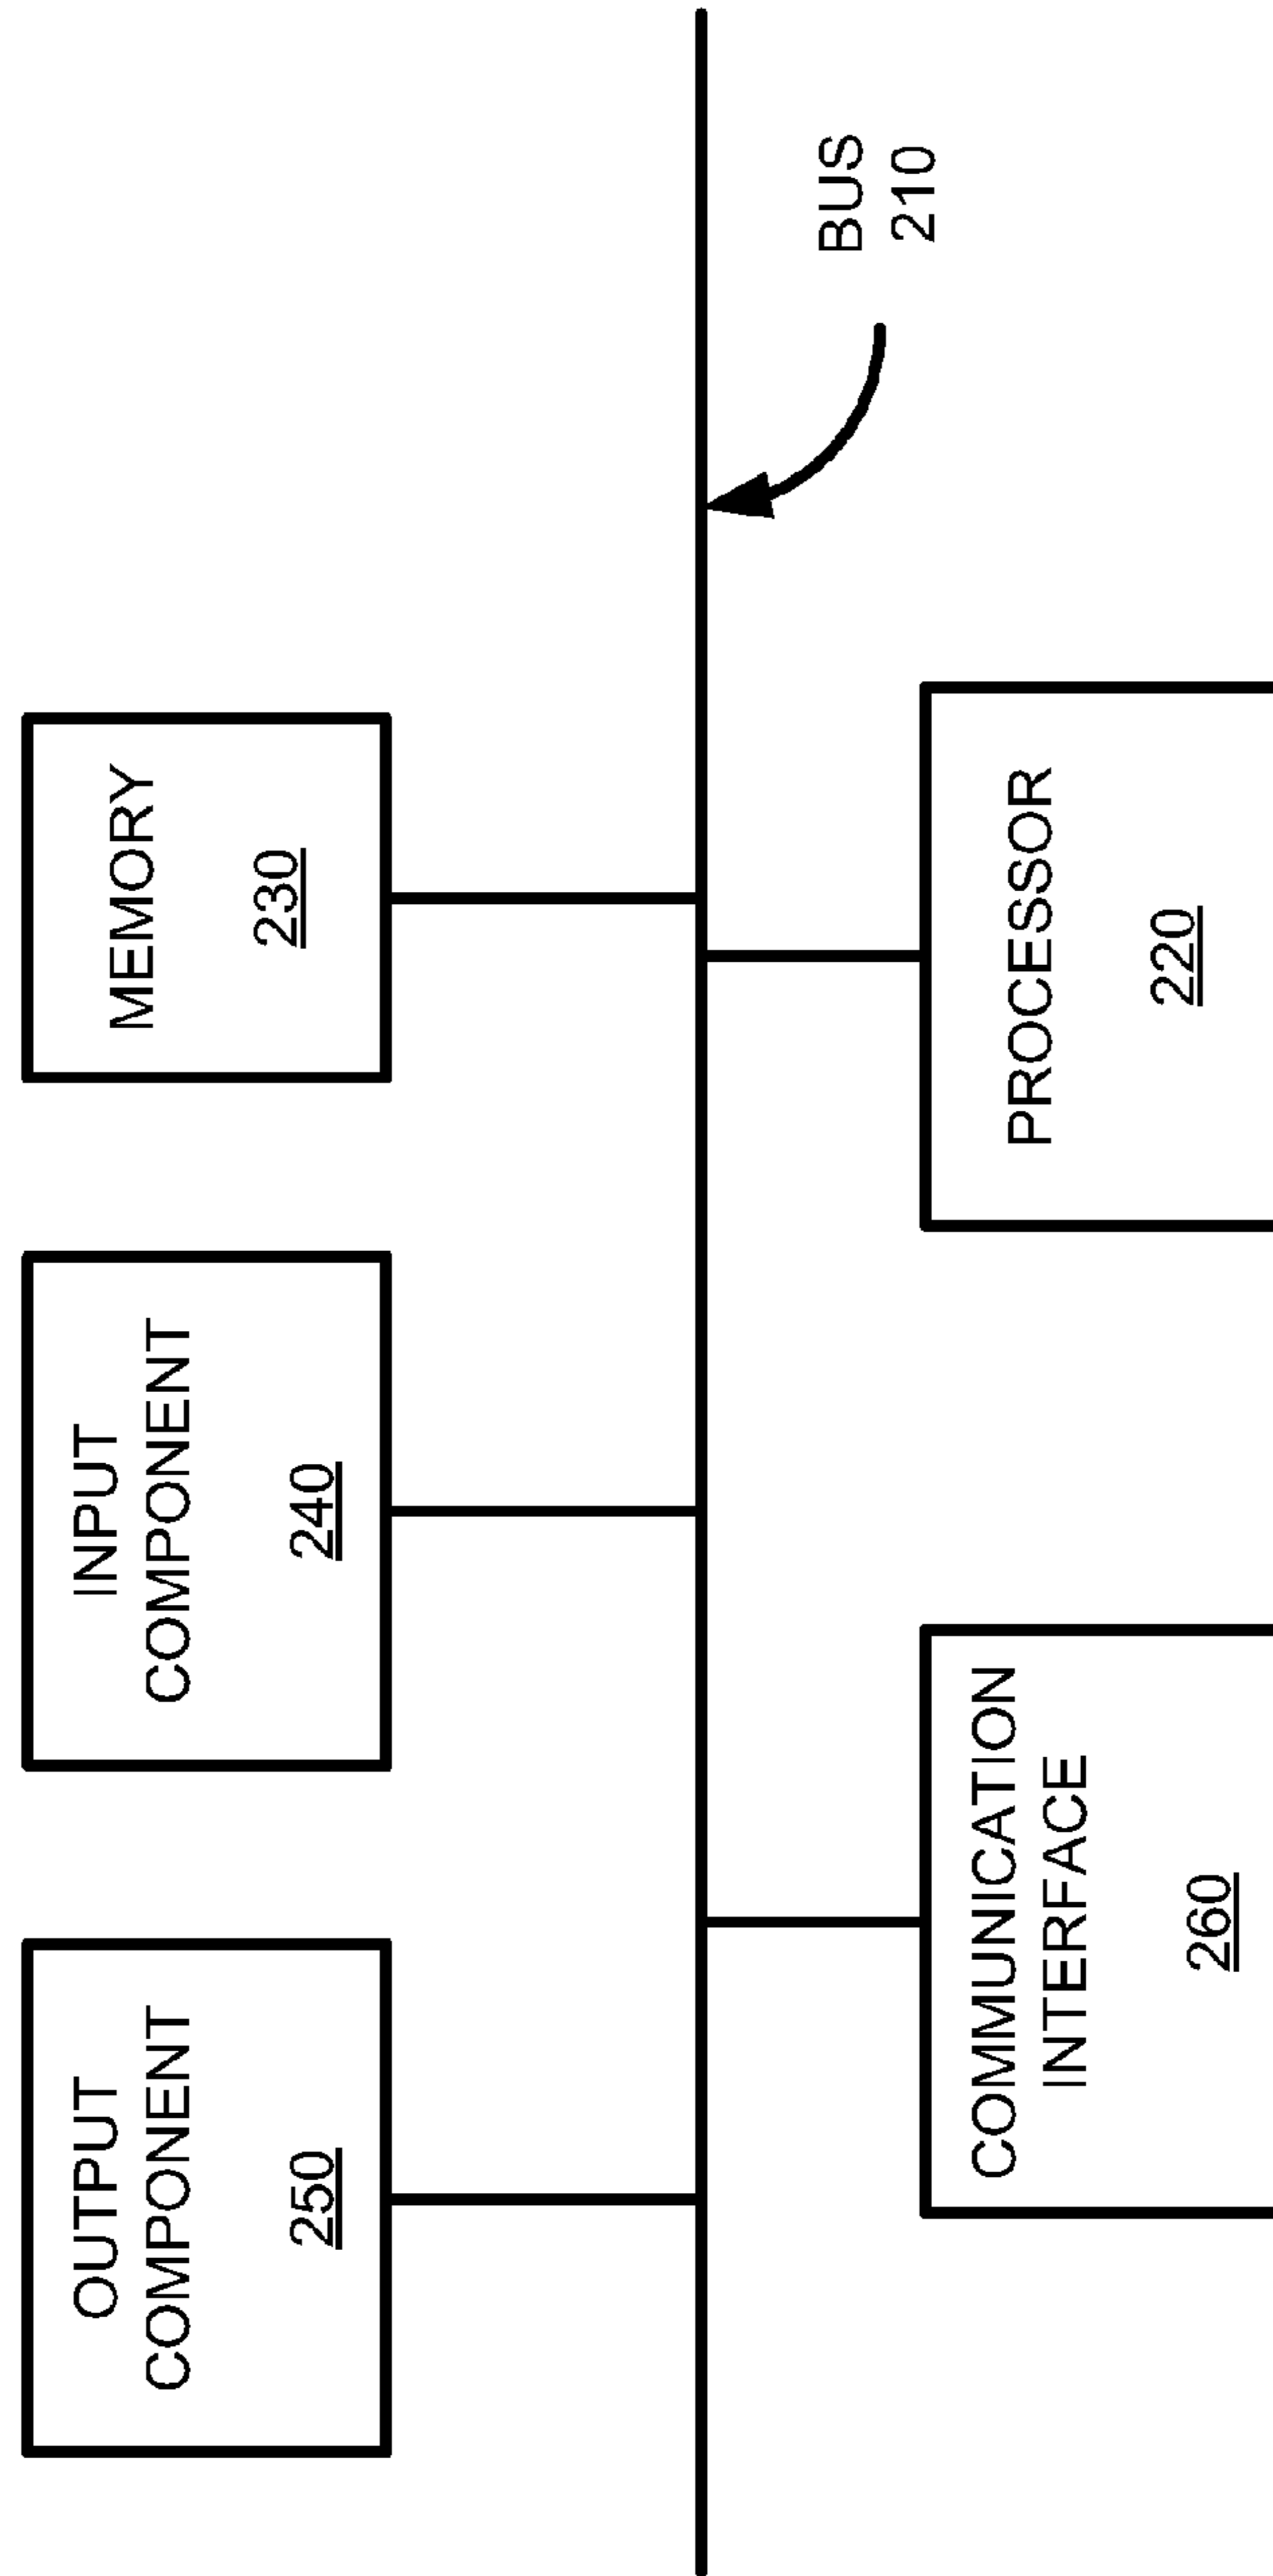 OUTPUT
COMPONENT
250
INPUT
COMPONENT
240
MEMORY
230
BUS
210
COMMUNICATION
INTERFACE
260
PROCESSOR
220